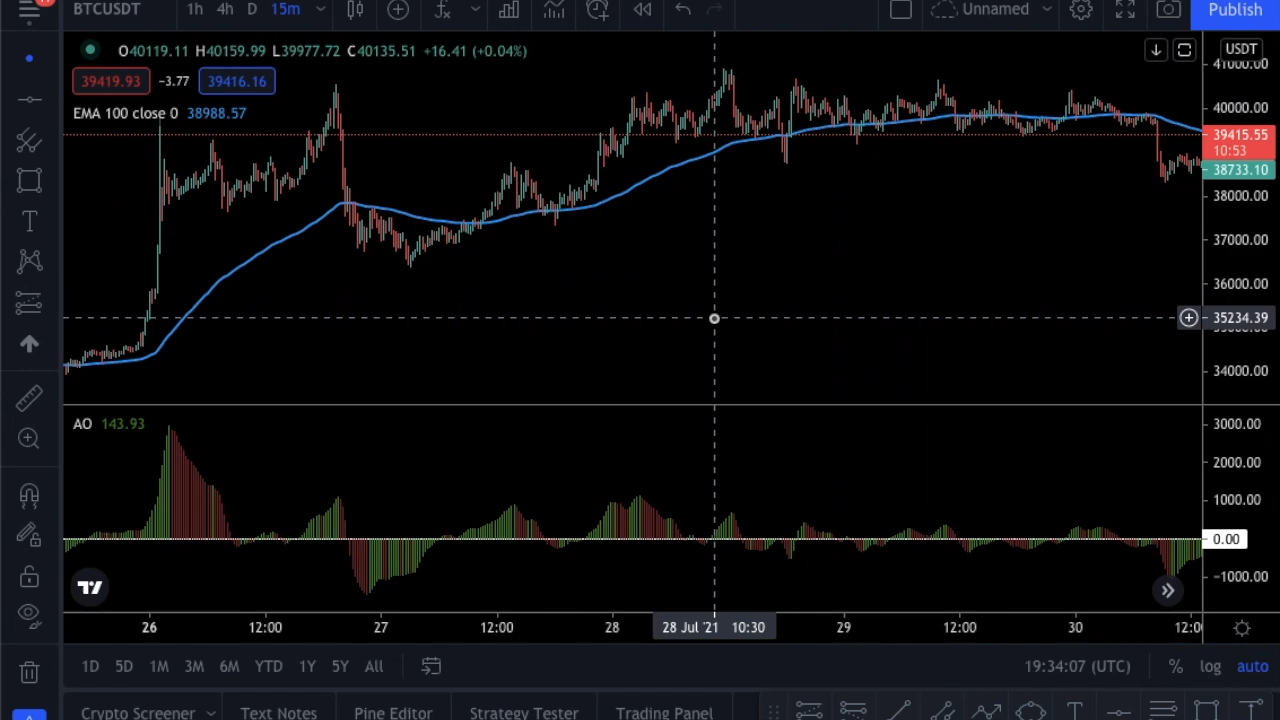 BTCUSDT 1h 4h D 15m Unnamed Publish
O40119.11 H40159.99 L39977.72 C40135.51 +16.41 (+0.04%)
39419.93 −3.77 39416.16
EMA 100 close 0 38988.57
USDT
41000.00
40000.00
39415.55
10:53
38733.10
38000.00
37000.00
36000.00
35234.39
34000.00
AO 143.93
3000.00
2000.00
1000.00
0.00
−1000.00
26 12:00 27 12:00 28 28 Jul '21 10:30 29 12:00 30 12:00
1D 5D 1M 3M 6M YTD 1Y 5Y All 19:34:07 (UTC) % log auto
Crypto Screener Text Notes Pine Editor Strategy Tester Trading Panel